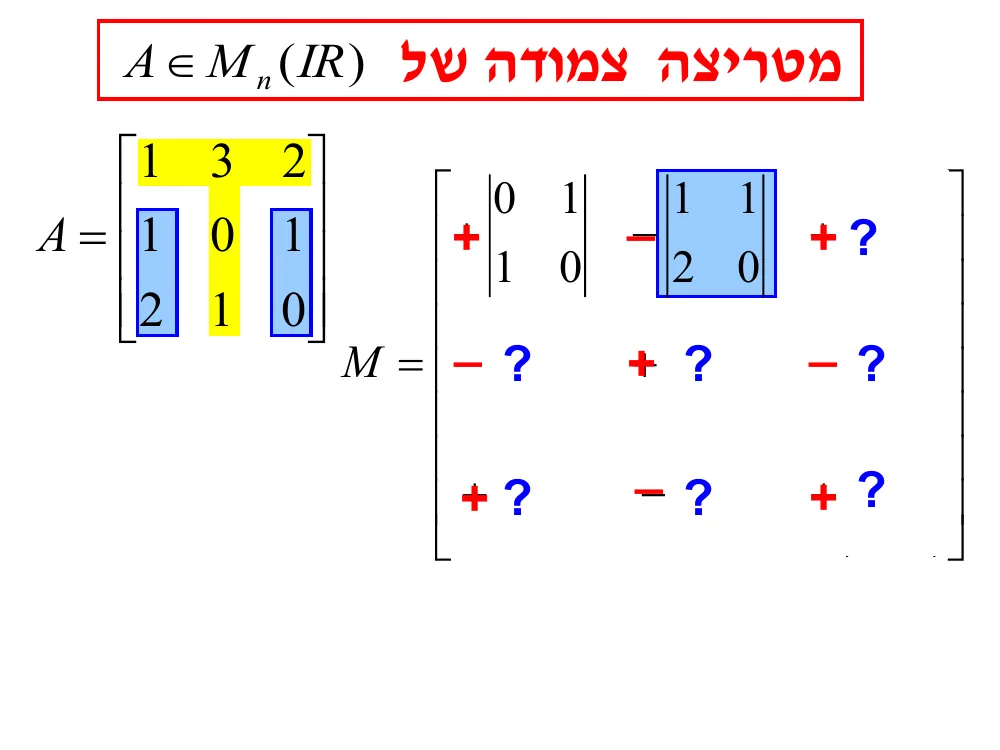 מטריצה צמודה של A ∈ M_n (IR)
A = [ 1 3 2
1 0 1
2 1 0 ]
M = [ + | 0 1 | − | 1 1 | + ?
| 1 0 | | 2 0 |
− ? + ? − ?
+ ? − ? + ? ]